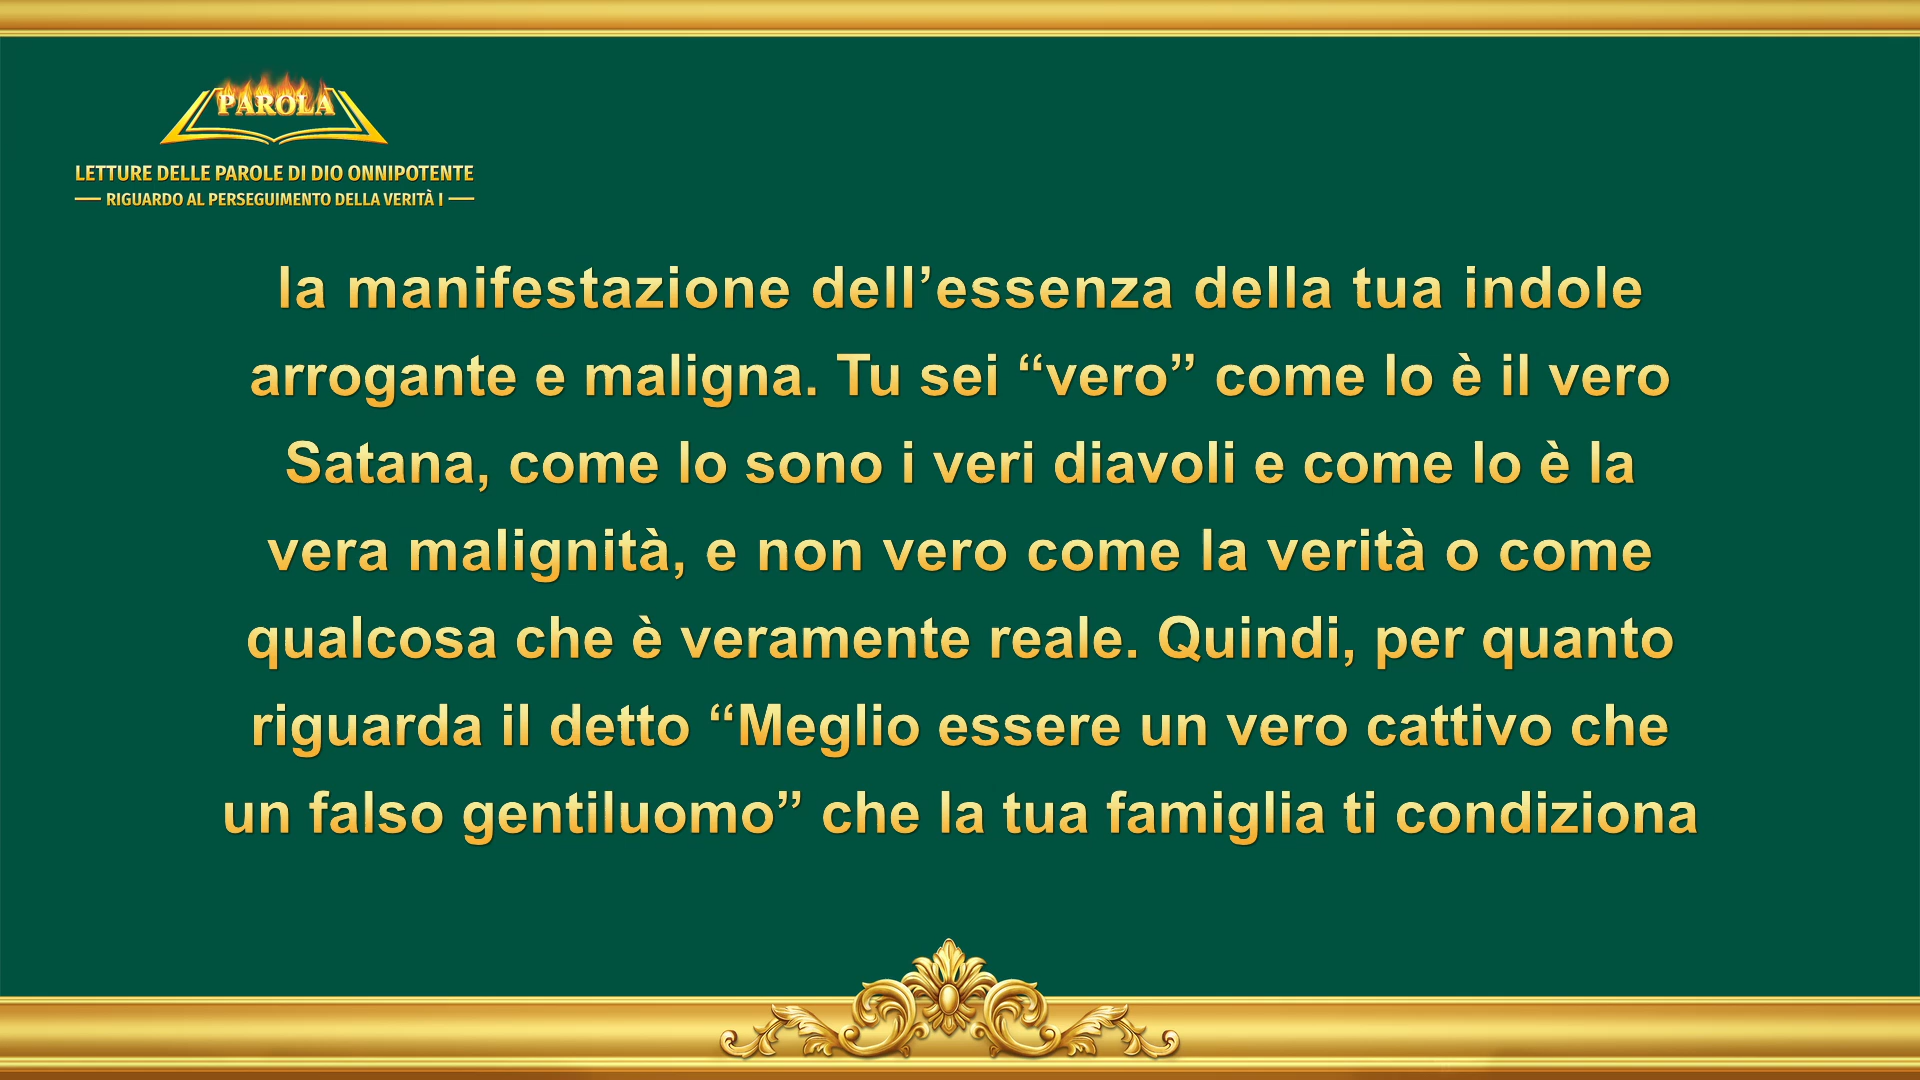 PAROLA
LETTURE DELLE PAROLE DI DIO ONNIPOTENTE
RIGUARDO AL PERSEGUIMENTO DELLA VERITÀ I
la manifestazione dell’essenza della tua indole
arrogante e maligna. Tu sei “vero” come lo è il vero
Satana, come lo sono i veri diavoli e come lo è la
vera malignità, e non vero come la verità o come
qualcosa che è veramente reale. Quindi, per quanto
riguarda il detto “Meglio essere un vero cattivo che
un falso gentiluomo” che la tua famiglia ti condiziona